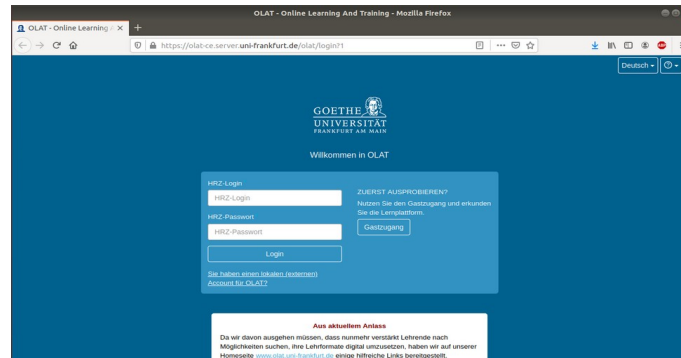 OLAT - Online Learning And Training - Mozilla Firefox
OLAT - Online Learning A
https://olat-ce.server.uni-frankfurt.de/olat/login?1
Deutsch
GOETHE
UNIVERSITÄT
FRANKFURT AM MAIN
Willkommen in OLAT
HRZ-Login
HRZ-Login
HRZ-Passwort
HRZ-Passwort
Login
Sie haben einen lokalen (externen)
Account für OLAT?
ZUERST AUSPROBIEREN?
Nutzen Sie den Gastzugang und erkunden
Sie die Lernplattform.
Gastzugang
Aus aktuellem Anlass
Da wir davon ausgehen müssen, dass nunmehr verstärkt Lehrende nach
Möglichkeiten suchen, ihre Lehrformate digital umzusetzen, haben wir auf unserer
Homeseite www.olat.uni-frankfurt.de einige hilfreiche Links bereitgestellt.